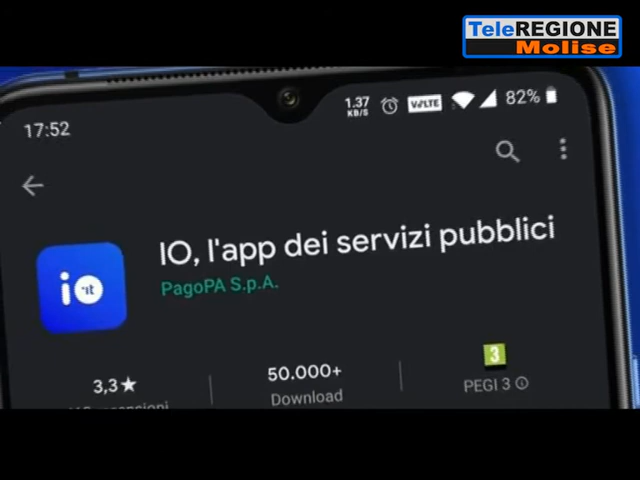 TeleREGIONE
Molise
17:52
1.37
KB/S
VoLTE
82%
IO, l'app dei servizi pubblici
PagoPA S.p.A.
io
it
3,3★
50.000+
Download
3
PEGI 3